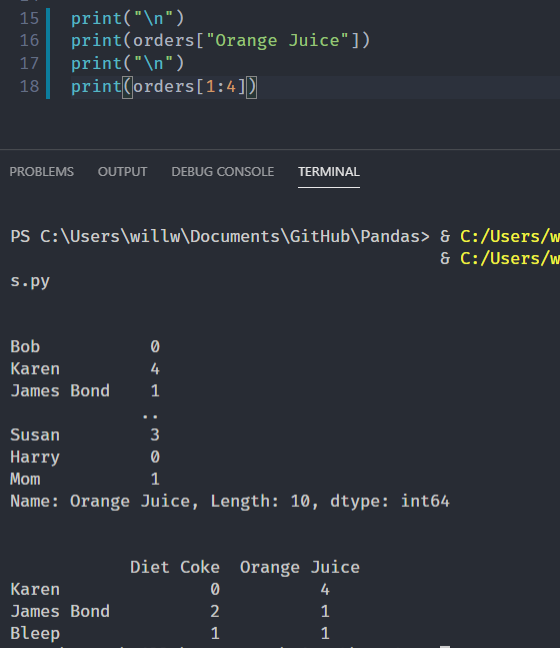 15 print("\n")
16 print(orders["Orange Juice"])
17 print("\n")
18 print(orders[1:4])
PROBLEMS OUTPUT DEBUG CONSOLE TERMINAL
PS C:\Users\willw\Documents\GitHub\Pandas> & C:/Users/w
& C:/Users/w
s.py
Bob 0
Karen 4
James Bond 1
..
Susan 3
Harry 0
Mom 1
Name: Orange Juice, Length: 10, dtype: int64
Diet Coke Orange Juice
Karen 0 4
James Bond 2 1
Bleep 1 1